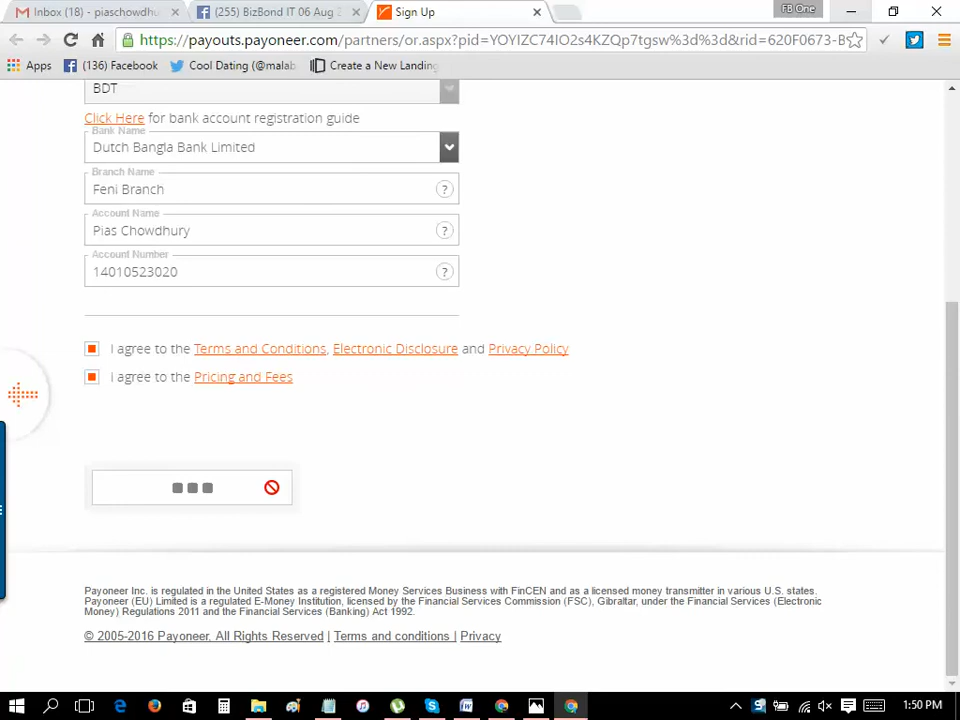 Inbox (18) - piaschowdhu
(255) BizBond IT 06 Aug 2
Sign Up
FB One
https://payouts.payoneer.com/partners/or.aspx?pid=YOYIZC74IO2s4KZQp7tgsw%3d%3d&rid=620F0673-B
Apps
(136) Facebook
Cool Dating (@malab
Create a New Landing
BDT
Click Here for bank account registration guide
Bank Name
Dutch Bangla Bank Limited
Branch Name
Feni Branch
?
Account Name
Pias Chowdhury
?
Account Number
14010523020
?
I agree to the Terms and Conditions, Electronic Disclosure and Privacy Policy
I agree to the Pricing and Fees
Payoneer Inc. is regulated in the United States as a registered Money Services Business with FinCEN and as a licensed money transmitter in various U.S. states.
Payoneer (EU) Limited is a regulated E-Money Institution, licensed by the Financial Services Commission (FSC), Gibraltar, under the Financial Services (Electronic
Money) Regulations 2011 and the Financial Services (Banking) Act 1992.
© 2005-2016 Payoneer, All Rights Reserved | Terms and conditions | Privacy
1:50 PM